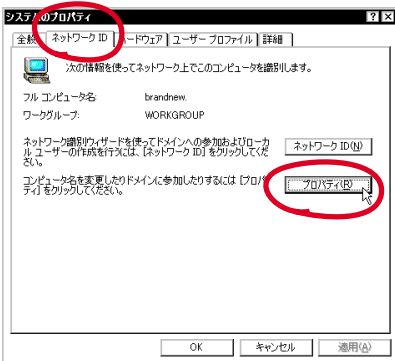 システムのプロパティ
全般 ネットワーク ID ハードウェア ユーザー プロファイル 詳細
次の情報を使ってネットワーク上でこのコンピュータを識別します。
フル コンピュータ名: brandnew.
ワークグループ: WORKGROUP
ネットワーク識別ウィザードを使ってドメインへの参加およびローカ
ル ユーザーの作成を行うには、[ネットワーク ID] をクリックしてくだ
さい。
ネットワーク ID(N)
コンピュータ名を変更したりドメインに参加したりするには [プロパ
ティ] をクリックしてください。
プロパティ(R)
OK キャンセル 適用(A)